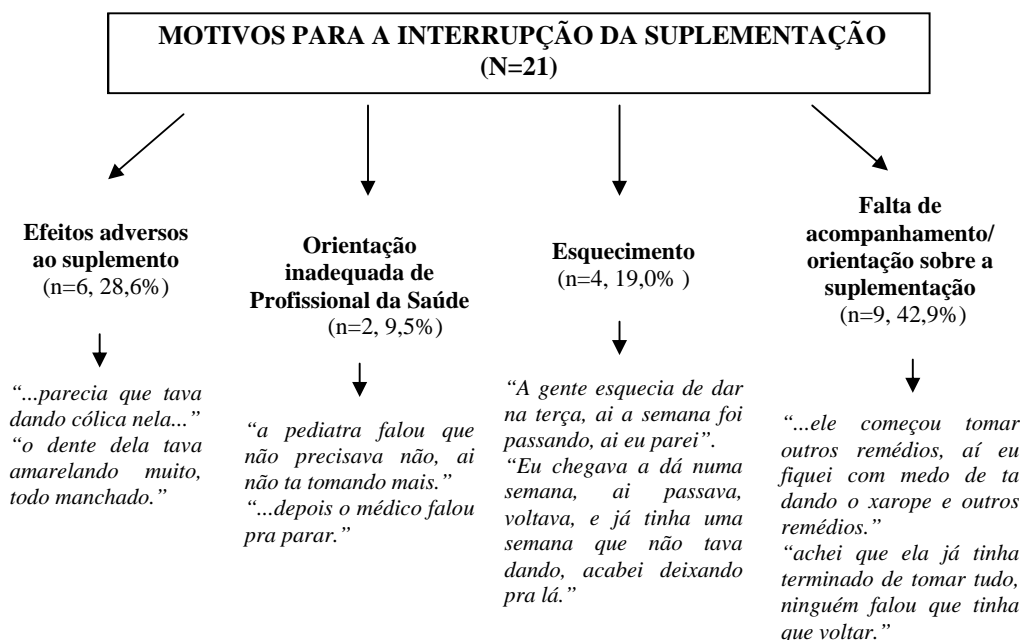 MOTIVOS PARA A INTERRUPÇÃO DA SUPLEMENTAÇÃO
(N=21)
Efeitos adversos
ao suplemento
(n=6, 28,6%)
“...parecia que tava
dando cólica nela...”
“o dente dela tava
amarelando muito,
todo manchado.”
Orientação
inadequada de
Profissional da Saúde
(n=2, 9,5%)
“a pediatra falou que
não precisava não, ai
não ta tomando mais.”
“...depois o médico falou
pra parar.”
Esquecimento
(n=4, 19,0% )
“A gente esquecia de dar
na terça, ai a semana foi
passando, ai eu parei”.
“Eu chegava a dá numa
semana, ai passava,
voltava, e já tinha uma
semana que não tava
dando, acabei deixando
pra lá.”
Falta de
acompanhamento/
orientação sobre a
suplementação
(n=9, 42,9%)
“...ele começou tomar
outros remédios, aí eu
fiquei com medo de ta
dando o xarope e outros
remédios.”
“achei que ela já tinha
terminado de tomar tudo,
ninguém falou que tinha
que voltar.”